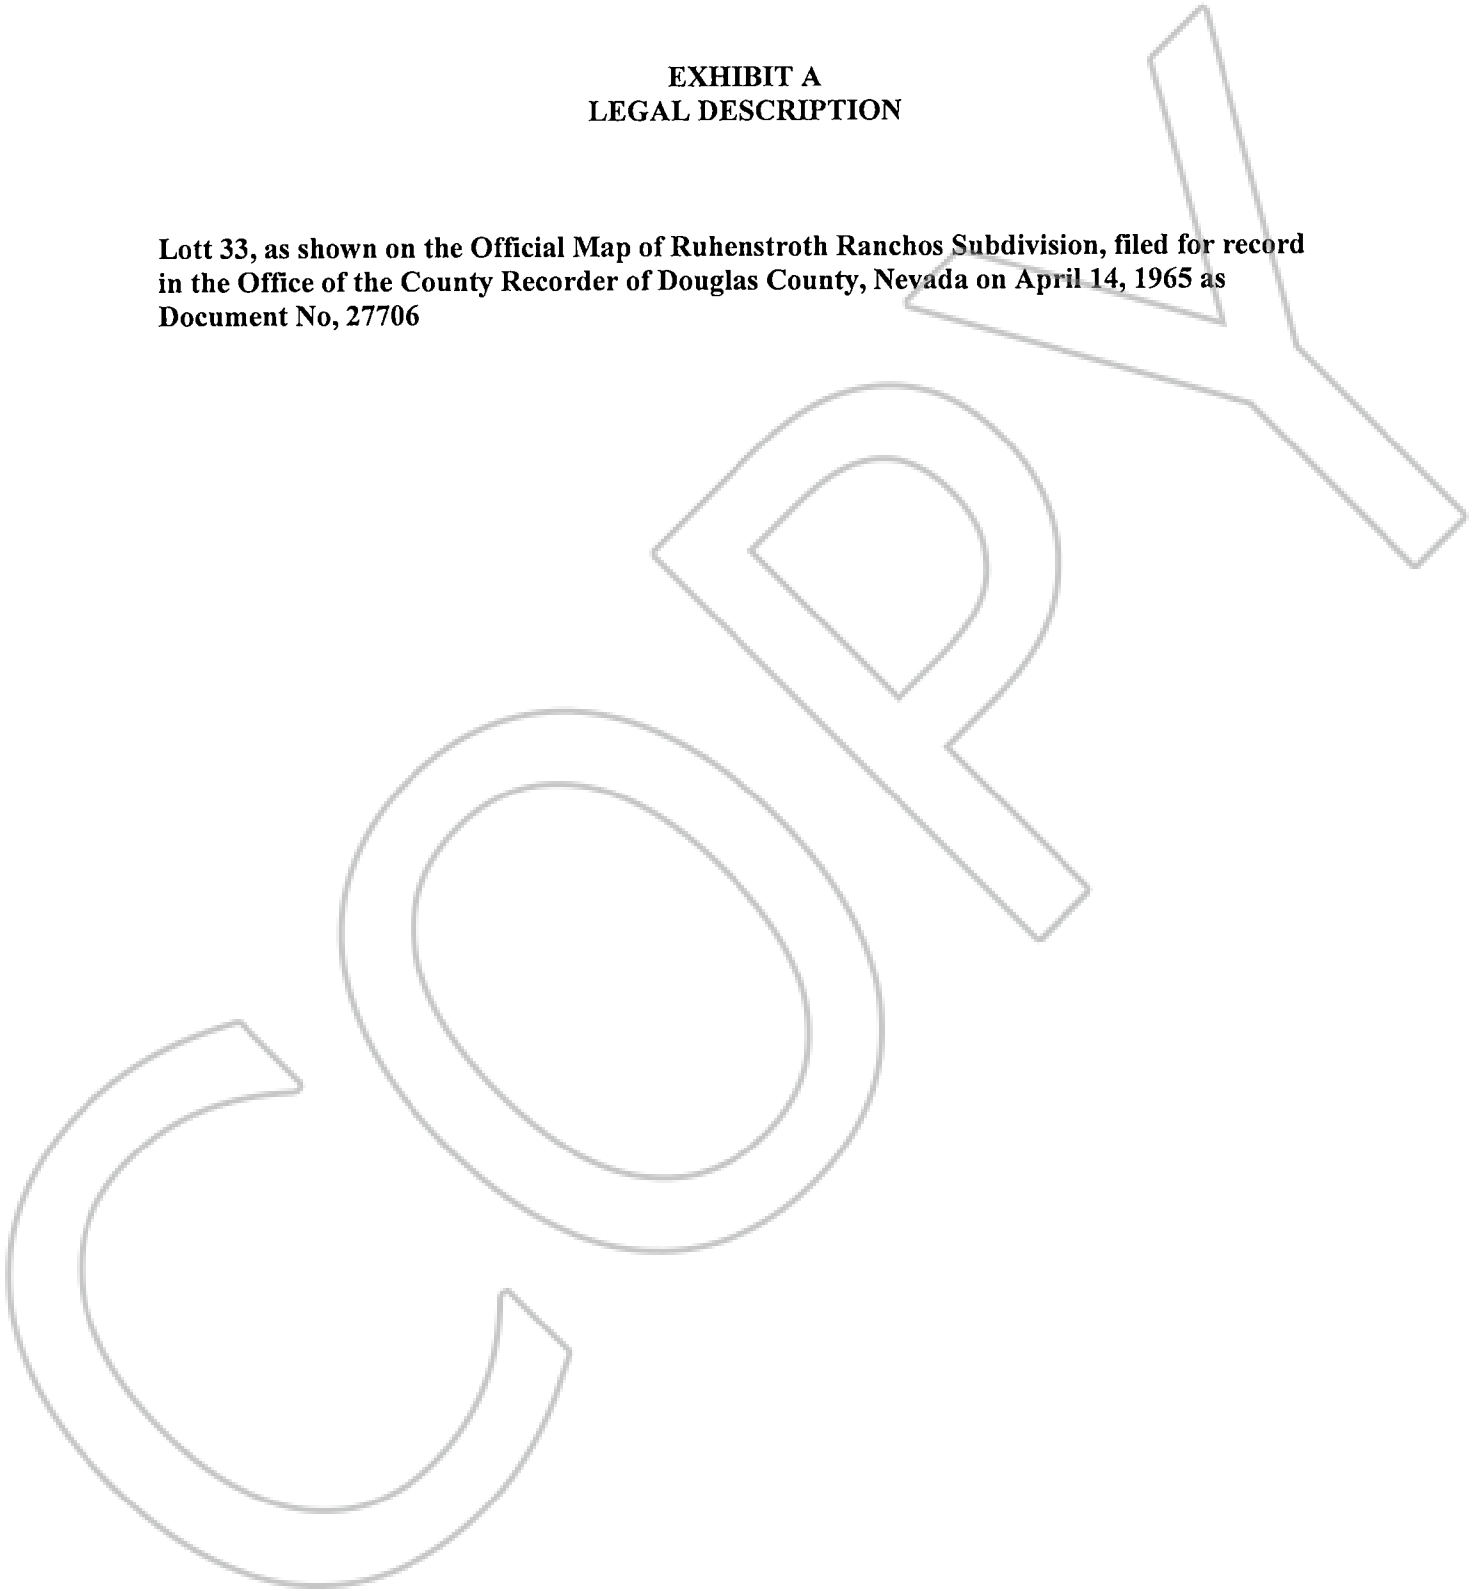 EXHIBIT A
LEGAL DESCRIPTION
Lott 33, as shown on the Official Map of Ruhenstroth Ranchos Subdivision, filed for record
in the Office of the County Recorder of Douglas County, Nevada on April 14, 1965 as
Document No, 27706
COPY